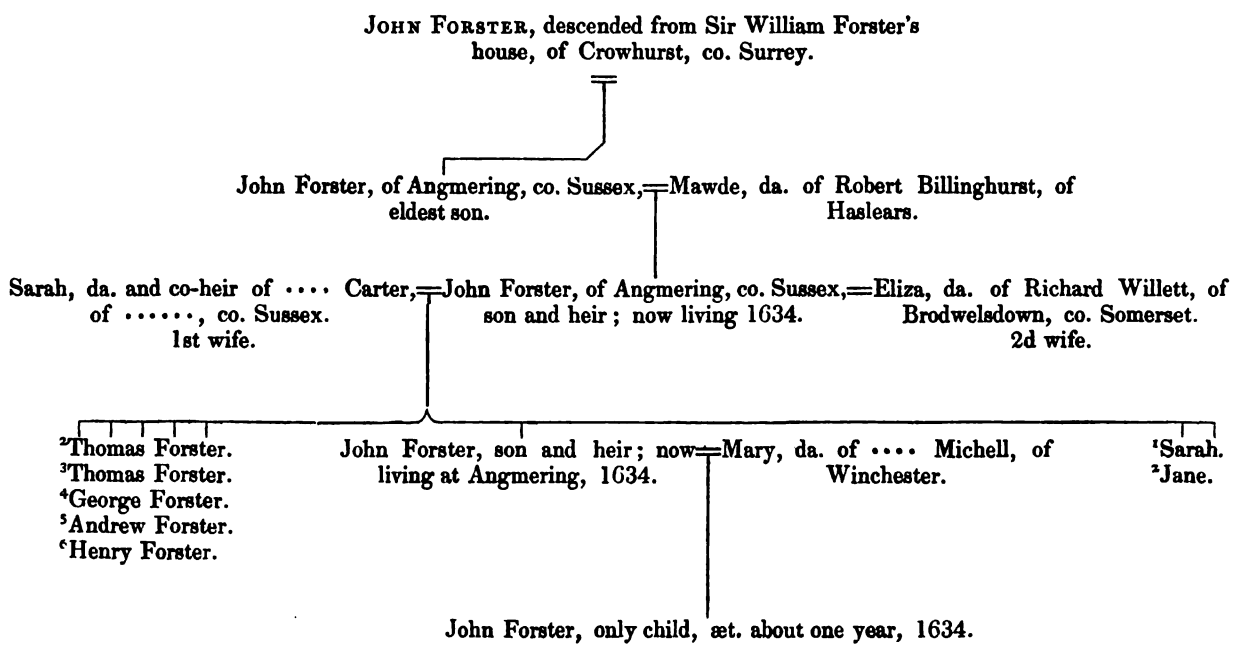 JOHN FORSTER, descended from Sir William Forster's
house, of Crowhurst, co. Surrey.
John Forster, of Angmering, co. Sussex,=Mawde, da. of Robert Billinghurst, of
eldest son. Haslears.
Sarah, da. and co-heir of .... Carter,=John Forster, of Angmering, co. Sussex,=Eliza, da. of Richard Willett, of
of ......, co. Sussex. son and heir; now living 1634. Brodwelsdown, co. Somerset.
1st wife. 2d wife.
²Thomas Forster. John Forster, son and heir; now=Mary, da. of .... Michell, of ¹Sarah.
³Thomas Forster. living at Angmering, 1634. Winchester. ²Jane.
⁴George Forster.
⁵Andrew Forster.
⁶Henry Forster.
John Forster, only child, æt. about one year, 1634.